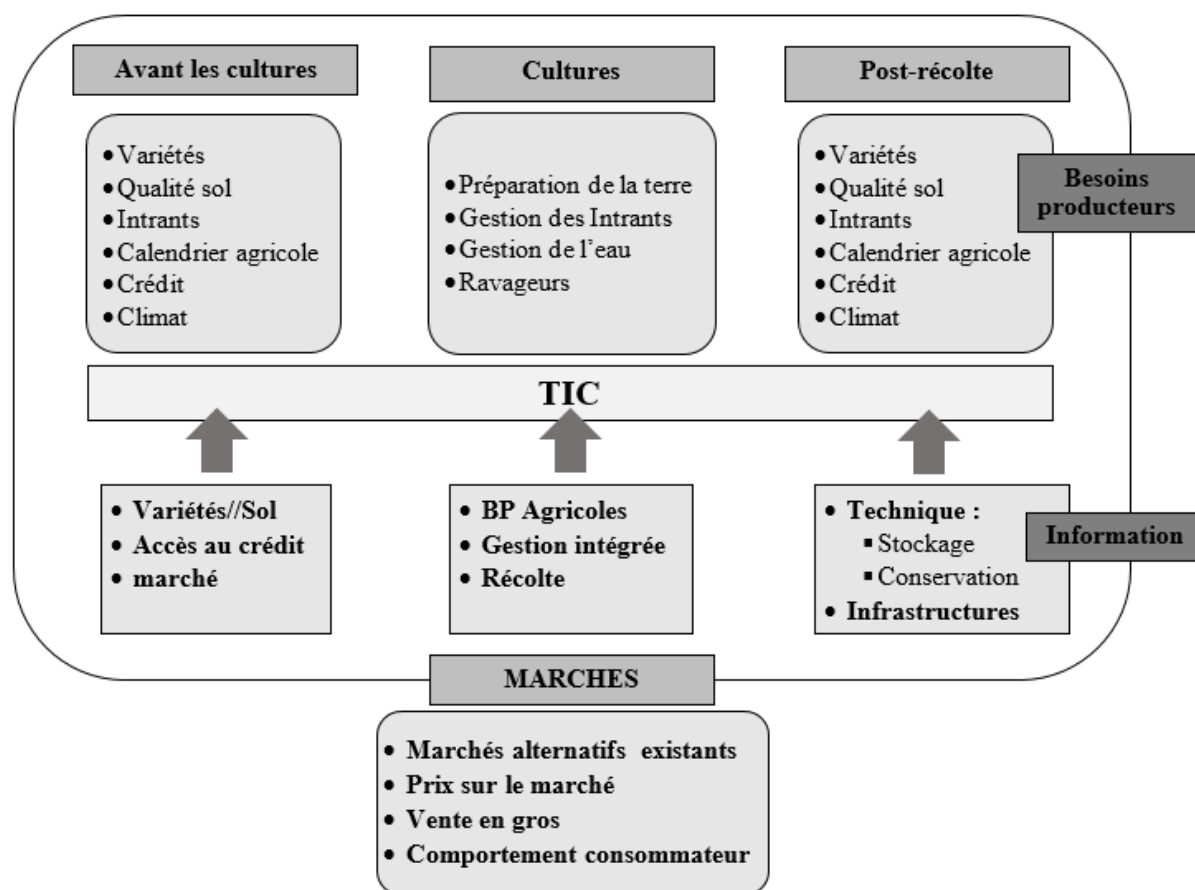 Avant les cultures
Cultures
Post-récolte
• Variétés
• Qualité sol
• Intrants
• Calendrier agricole
• Crédit
• Climat
• Préparation de la terre
• Gestion des Intrants
• Gestion de l’eau
• Ravageurs
• Variétés
• Qualité sol
• Intrants
• Calendrier agricole
• Crédit
• Climat
Besoins
producteurs
TIC
• Variétés//Sol
• Accès au crédit
• marché
• BP Agricoles
• Gestion intégrée
• Récolte
• Technique :
▪ Stockage
▪ Conservation
• Infrastructures
Information
MARCHES
• Marchés alternatifs existants
• Prix sur le marché
• Vente en gros
• Comportement consommateur